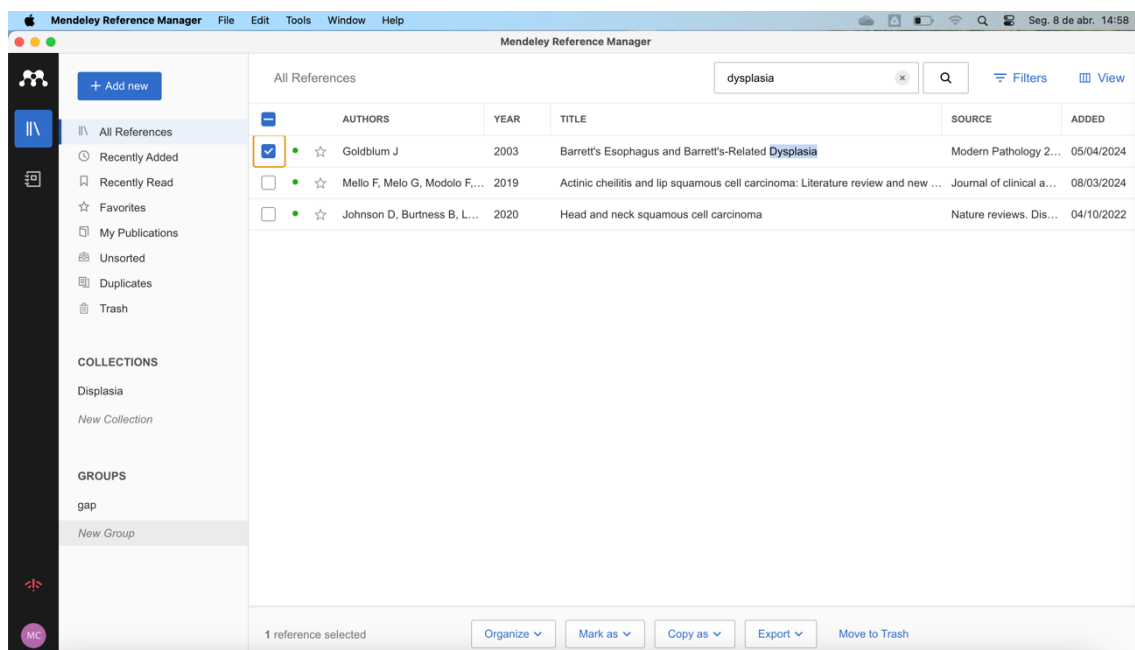 Mendeley Reference Manager File Edit Tools Window Help Seg. 8 de abr. 14:58
Mendeley Reference Manager
+ Add new
All References
Recently Added
Recently Read
Favorites
My Publications
Unsorted
Duplicates
Trash
COLLECTIONS
Displasia
New Collection
GROUPS
gap
New Group
MC
All References dysplasia Filters View
AUTHORS YEAR TITLE SOURCE ADDED
Goldblum J 2003 Barrett's Esophagus and Barrett's-Related Dysplasia Modern Pathology 2... 05/04/2024
Mello F, Melo G, Modolo F,... 2019 Actinic cheilitis and lip squamous cell carcinoma: Literature review and new ... Journal of clinical a... 08/03/2024
Johnson D, Burtness B, L... 2020 Head and neck squamous cell carcinoma Nature reviews. Dis... 04/10/2022
1 reference selected Organize Mark as Copy as Export Move to Trash